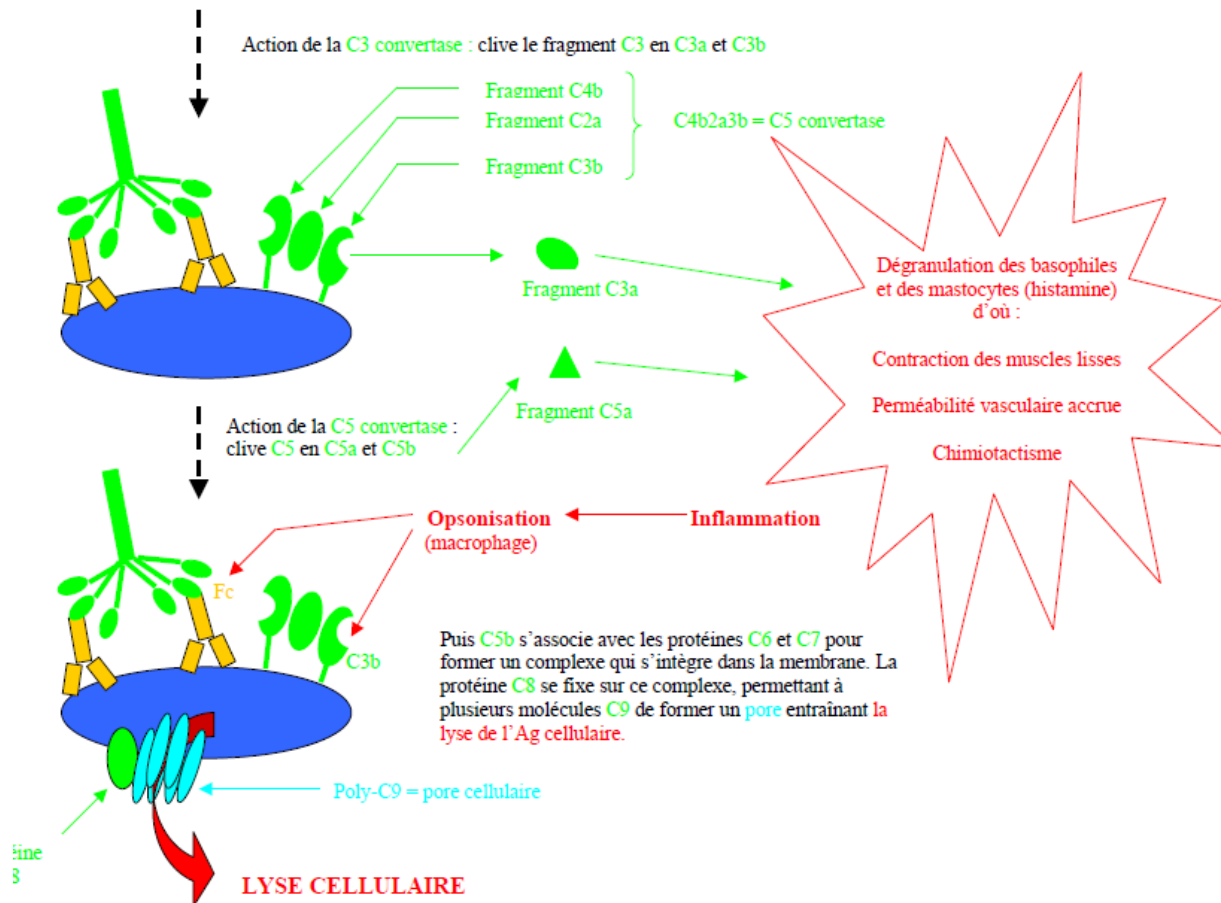 Action de la C3 convertase : clive le fragment C3 en C3a et C3b
Fragment C4b
Fragment C2a
C4b2a3b = C5 convertase
Fragment C3b
Fragment C3a
Dégranulation des basophiles
et des mastocytes (histamine)
d’où :
Contraction des muscles lisses
Perméabilité vasculaire accrue
Chimiotactisme
Fragment C5a
Action de la C5 convertase :
clive C5 en C5a et C5b
Opsonisation
(macrophage)
Inflammation
Fc
C3b
Puis C5b s’associe avec les protéines C6 et C7 pour
former un complexe qui s’intègre dans la membrane. La
protéine C8 se fixe sur ce complexe, permettant à
plusieurs molécules C9 de former un pore entraînant la
lyse de l’Ag cellulaire.
Poly-C9 = pore cellulaire
éine
8
LYSE CELLULAIRE